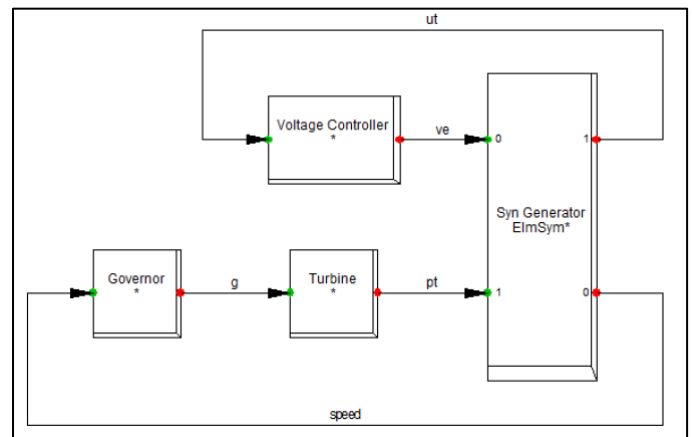 ut
Voltage Controller
*
ve
0
1
Syn Generator
ElmSym*
Governor
*
g
Turbine
*
pt
1
0
speed